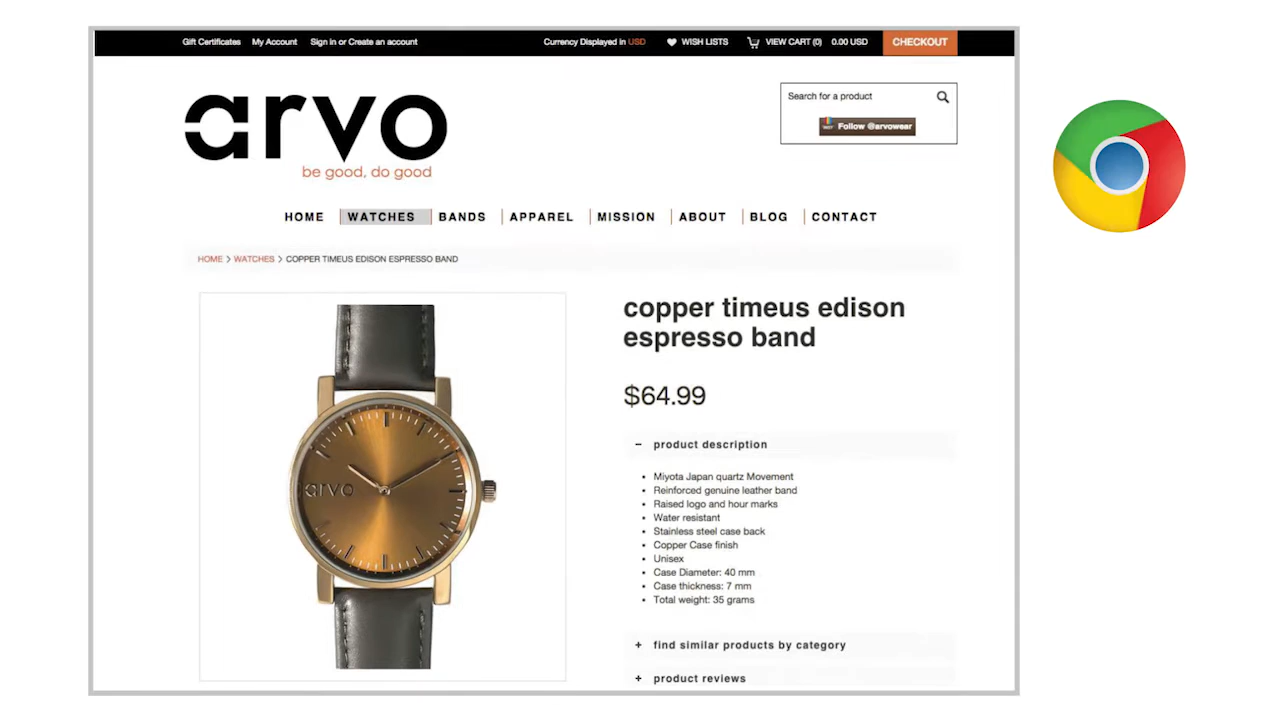 Gift Certificates My Account Sign in or Create an account Currency Displayed in USD WISH LISTS VIEW CART (0) 0.00 USD CHECKOUT
arvo
be good, do good
Search for a product
Follow @arvowear
HOME WATCHES BANDS APPAREL MISSION ABOUT BLOG CONTACT
HOME > WATCHES > COPPER TIMEUS EDISON ESPRESSO BAND
arvo
copper timeus edison
espresso band
$64.99
– product description
• Miyota Japan quartz Movement
• Reinforced genuine leather band
• Raised logo and hour marks
• Water resistant
• Stainless steel case back
• Copper Case finish
• Unisex
• Case Diameter: 40 mm
• Case thickness: 7 mm
• Total weight: 35 grams
+ find similar products by category
+ product reviews